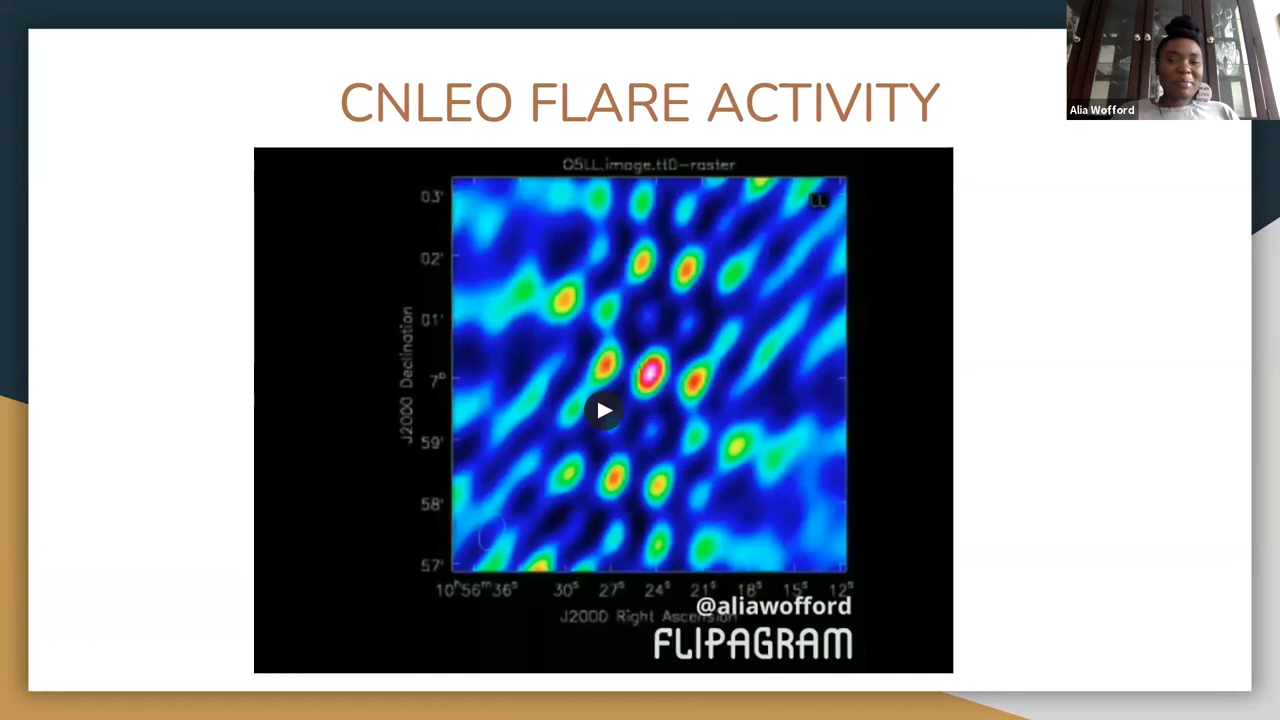 CNLEO FLARE ACTIVITY
Alia Wofford
05LL.image.tt0-raster
LL
03'
02'
01'
7°
59'
58'
57'
J2000 Declination
10ʰ56ᵐ36ˢ 30ˢ 27ˢ 24ˢ 21ˢ 18ˢ 15ˢ 12ˢ
J2000 Right Ascension
@aliawofford
FLIPAGRAM